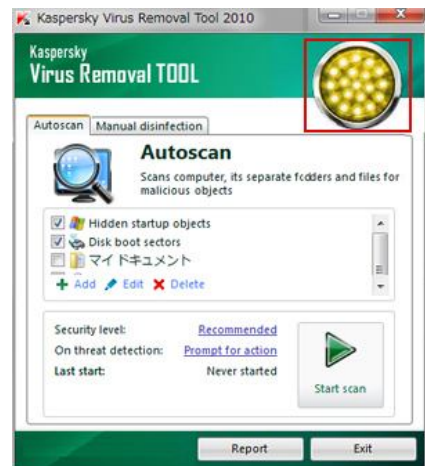 Kaspersky Virus Removal Tool 2010
Kaspersky
Virus Removal TOOL
Autoscan Manual disinfection
Autoscan
Scans computer, its separate fcdders and files for
malicious objects
Hidden startup objects
Disk boot sectors
マイ ドキュメント
Add Edit Delete
Security level: Recommended
On threat detection: Prompt for action
Last start: Never started
Start scan
Report Exit